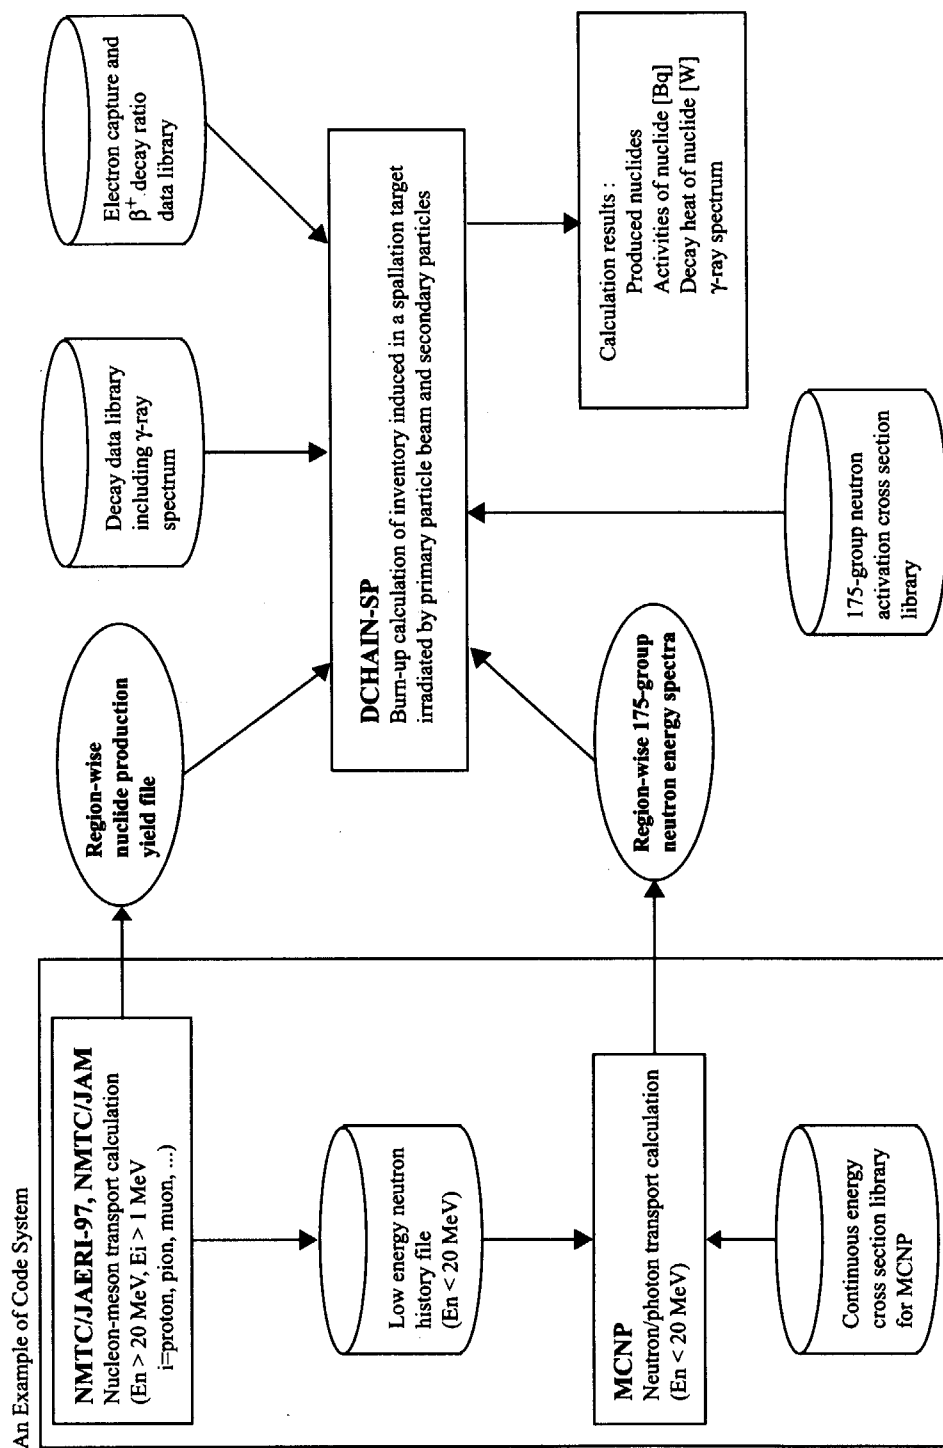 An Example of Code System
NMTC/JAERI-97, NMTC/JAM
Nucleon-meson transport calculation
(En > 20 MeV, Ei > 1 MeV
i=proton, pion, muon, ...)
Low energy neutron
history file
(En < 20 MeV)
MCNP
Neutron/photon transport calculation
(En < 20 MeV)
Continuous energy
cross section library
for MCNP
Region-wise
nuclide production
yield file
Region-wise 175-group
neutron energy spectra
Decay data library
including γ-ray
spectrum
Electron capture and
β⁺ decay ratio
data library
DCHAIN-SP
Burn-up calculation of inventory induced in a spallation target
irradiated by primary particle beam and secondary particles
175-group neutron
activation cross section
library
Calculation results :
Produced nuclides
Activities of nuclide [Bq]
Decay heat of nuclide [W]
γ-ray spectrum